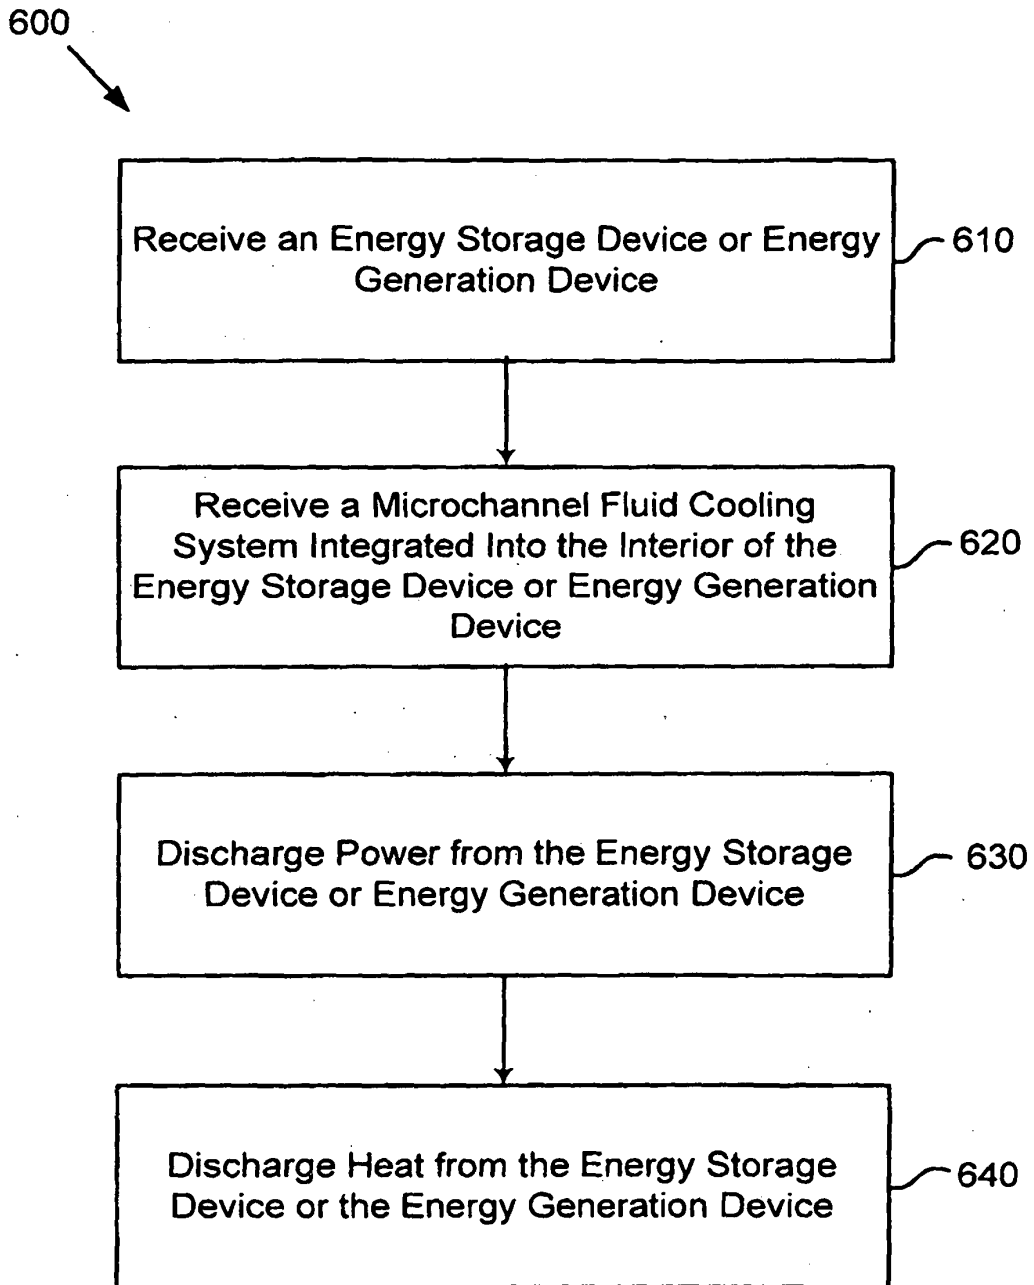 600
Receive an Energy Storage Device or Energy
Generation Device
610
Receive a Microchannel Fluid Cooling
System Integrated Into the Interior of the
Energy Storage Device or Energy Generation
Device
620
Discharge Power from the Energy Storage
Device or Energy Generation Device
630
Discharge Heat from the Energy Storage
Device or the Energy Generation Device
640